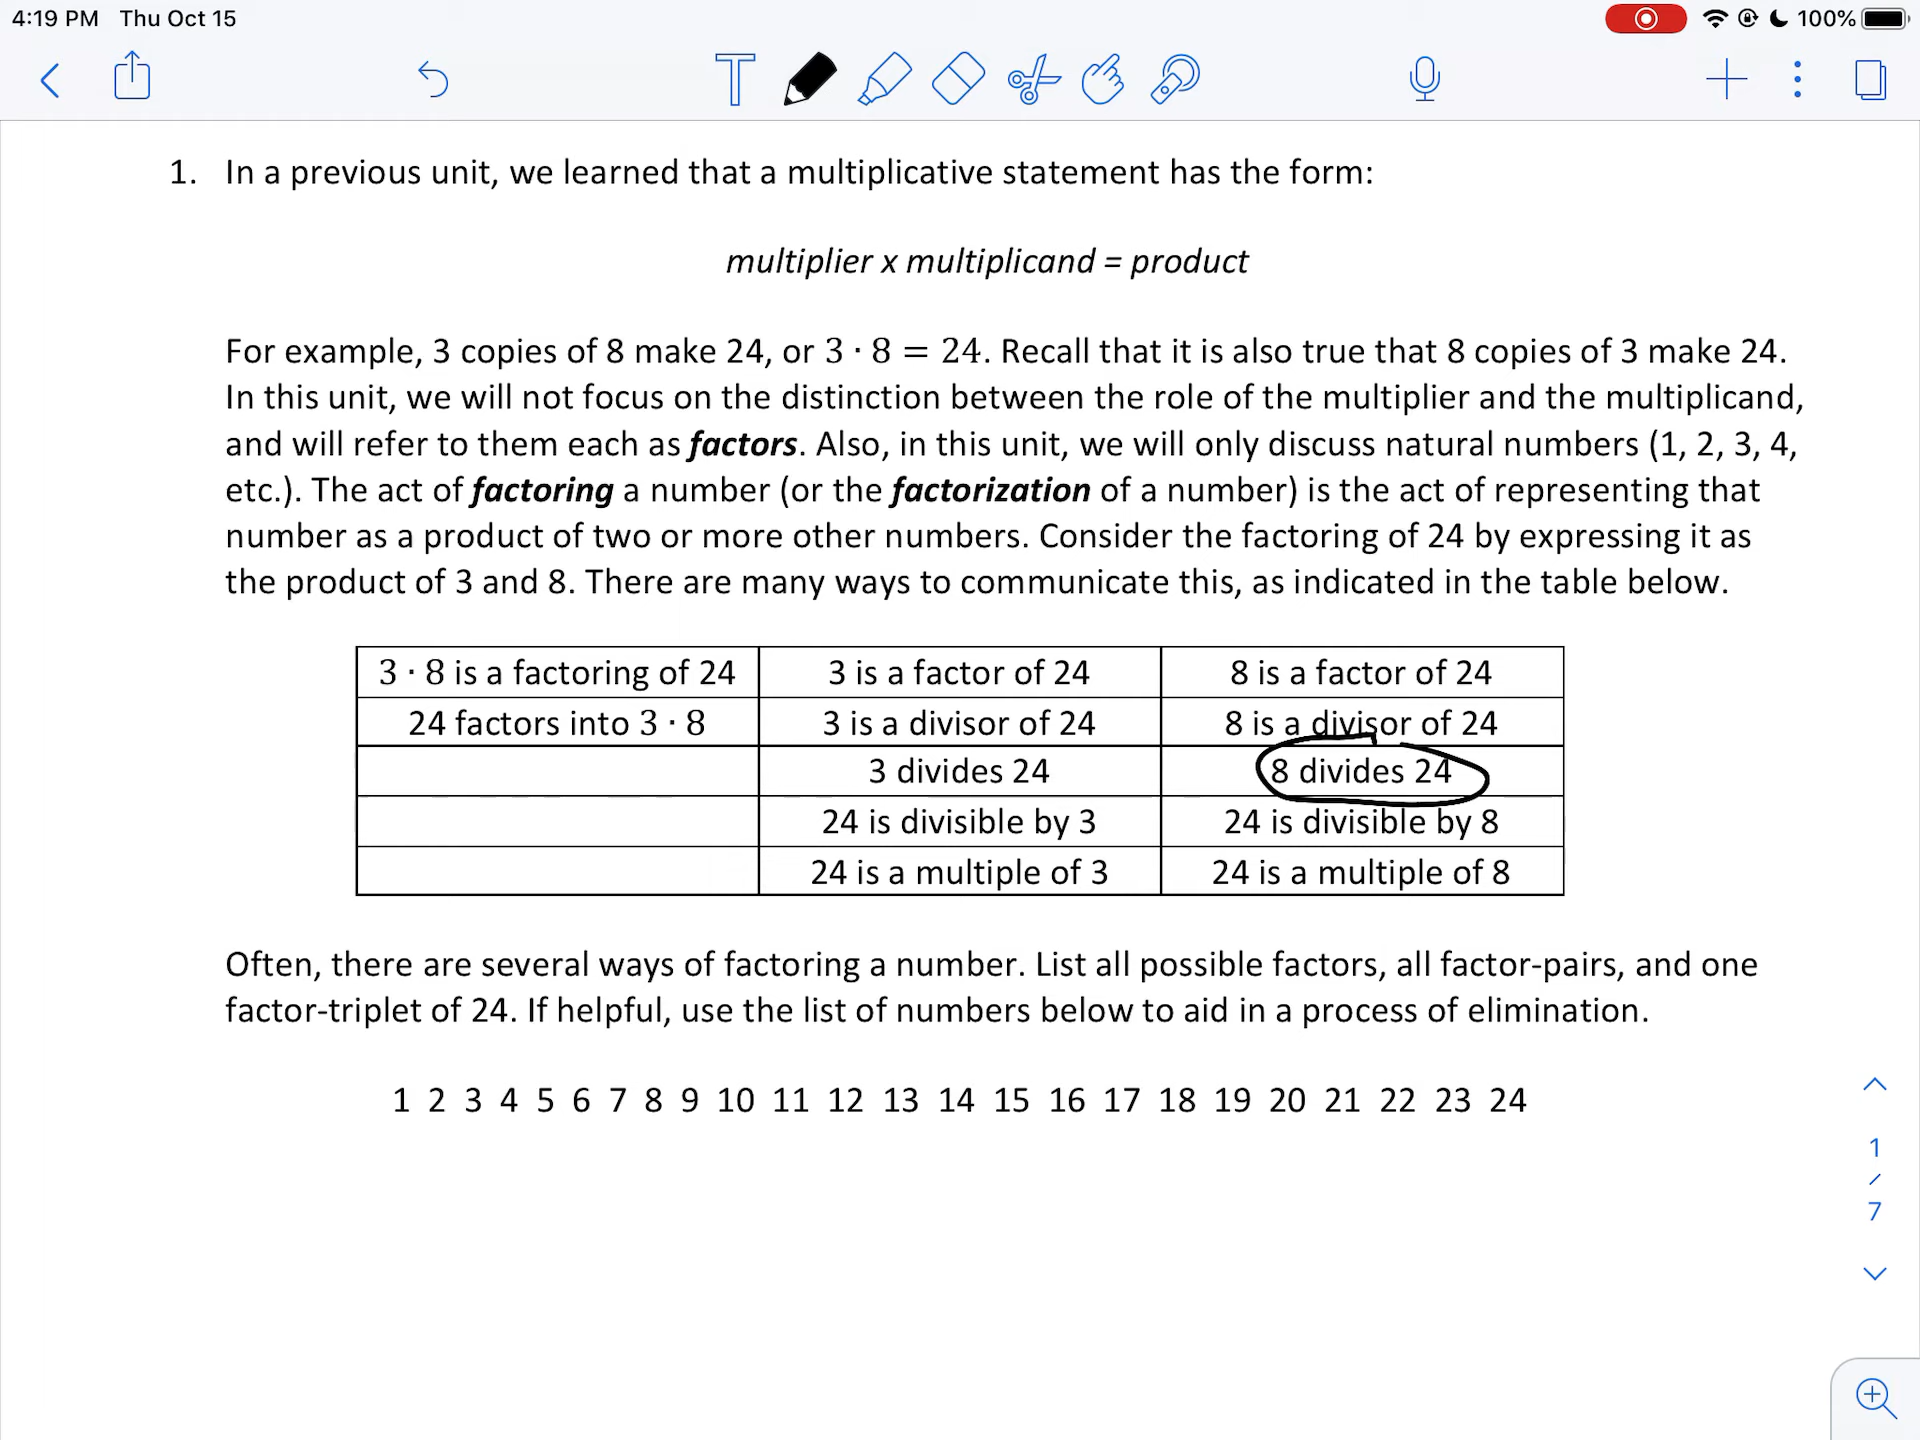 4:19 PM Thu Oct 15
100%
T
1. In a previous unit, we learned that a multiplicative statement has the form:
multiplier x multiplicand = product
For example, 3 copies of 8 make 24, or 3 · 8 = 24. Recall that it is also true that 8 copies of 3 make 24.
In this unit, we will not focus on the distinction between the role of the multiplier and the multiplicand,
and will refer to them each as factors. Also, in this unit, we will only discuss natural numbers (1, 2, 3, 4,
etc.). The act of factoring a number (or the factorization of a number) is the act of representing that
number as a product of two or more other numbers. Consider the factoring of 24 by expressing it as
the product of 3 and 8. There are many ways to communicate this, as indicated in the table below.
3 · 8 is a factoring of 24 3 is a factor of 24 8 is a factor of 24
24 factors into 3 · 8 3 is a divisor of 24 8 is a divisor of 24
3 divides 24 8 divides 24
24 is divisible by 3 24 is divisible by 8
24 is a multiple of 3 24 is a multiple of 8
Often, there are several ways of factoring a number. List all possible factors, all factor-pairs, and one
factor-triplet of 24. If helpful, use the list of numbers below to aid in a process of elimination.
1 2 3 4 5 6 7 8 9 10 11 12 13 14 15 16 17 18 19 20 21 22 23 24
1
/
7